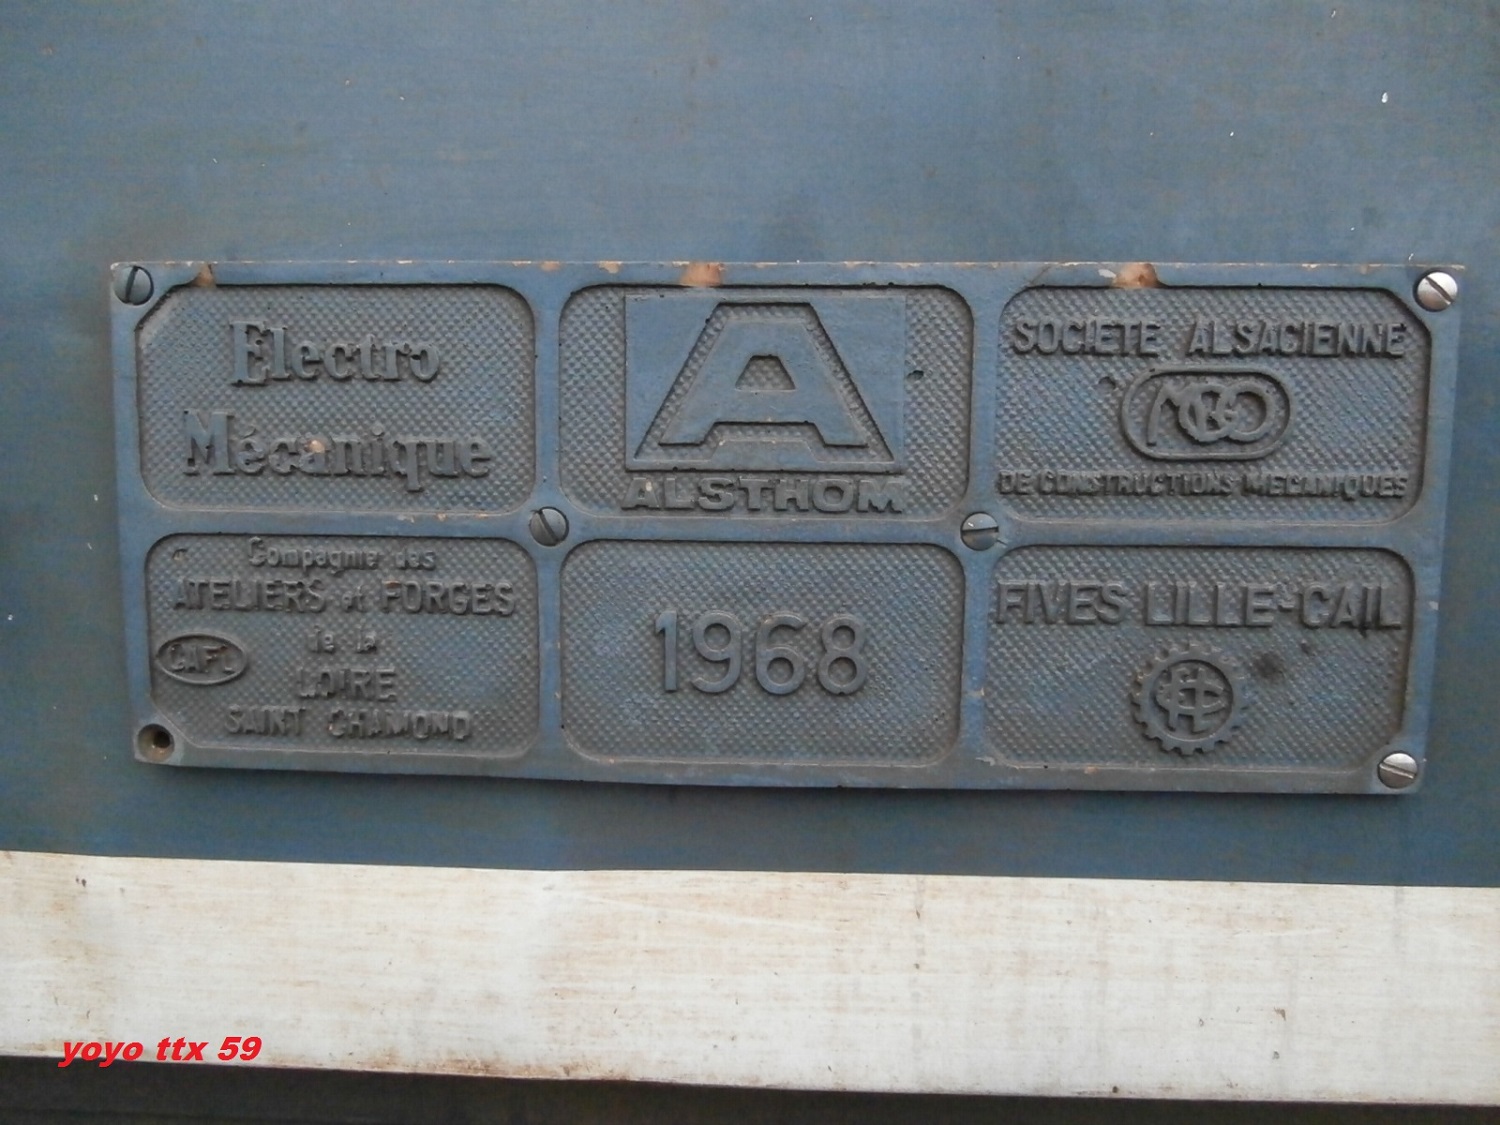 Electro
Mécanique
A
ALSTHOM
SOCIETE ALSACIENNE
MGO
DE CONSTRUCTIONS MECANIQUES
Compagnie des
ATELIERS et FORGES
de la
CAFL
LOIRE
SAINT CHAMOND
1968
FIVES LILLE-CAIL
yoyo ttx 59